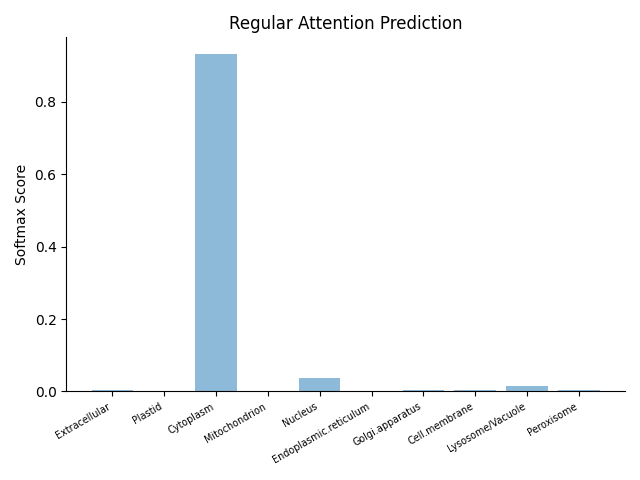 Regular Attention Prediction
Softmax Score
0.8
0.6
0.4
0.2
0.0
Extracellular
Plastid
Cytoplasm
Mitochondrion
Nucleus
Endoplasmic.reticulum
Golgi.apparatus
Cell.membrane
Lysosome/Vacuole
Peroxisome